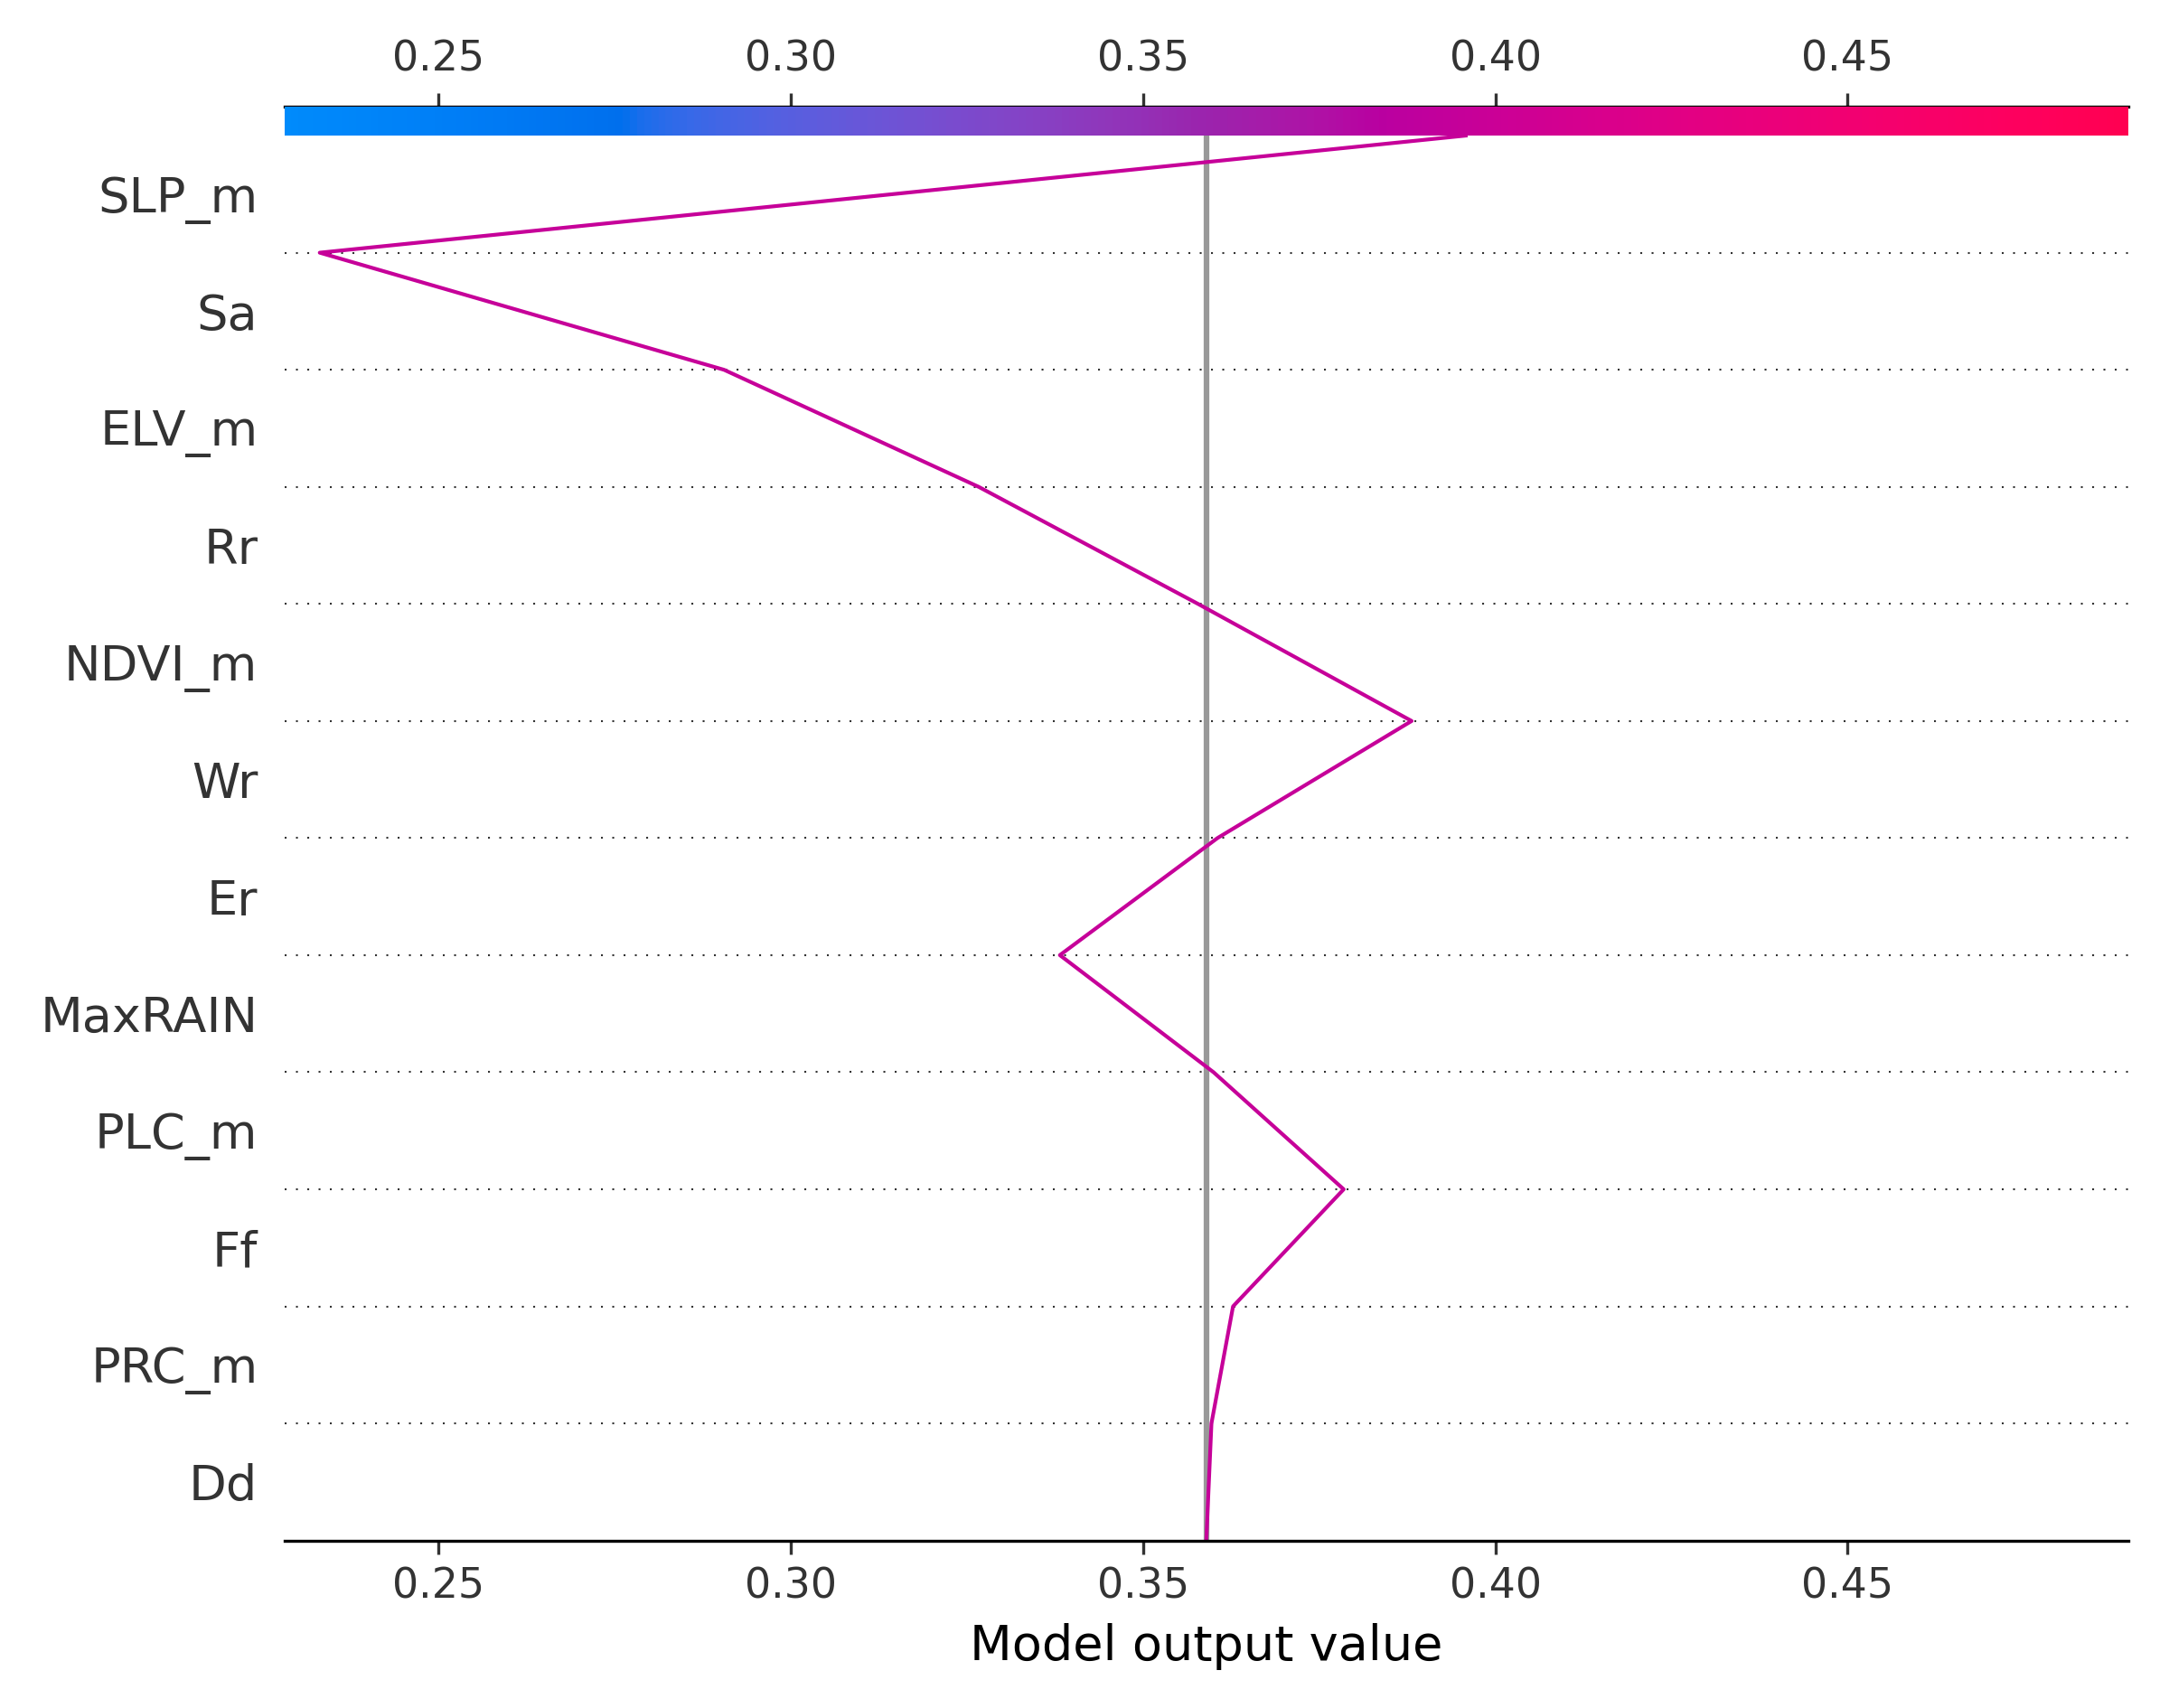 0.25 0.30 0.35 0.40 0.45
SLP_m
Sa
ELV_m
Rr
NDVI_m
Wr
Er
MaxRAIN
PLC_m
Ff
PRC_m
Dd
0.25 0.30 0.35 0.40 0.45
Model output value